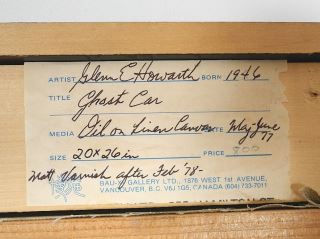 ARTIST Glenn E Howarth BORN 1946
TITLE
Ghost Car
MEDIA Oil on Linen Canvas DATE May-June 77
SIZE 20x26 in PRICE 800
Matt Varnish after Feb '78-
BAU-XI GALLERY LTD., 1876 WEST 1st AVENUE,
VANCOUVER, B.C. V6J 1G5, CANADA (604) 733-7011